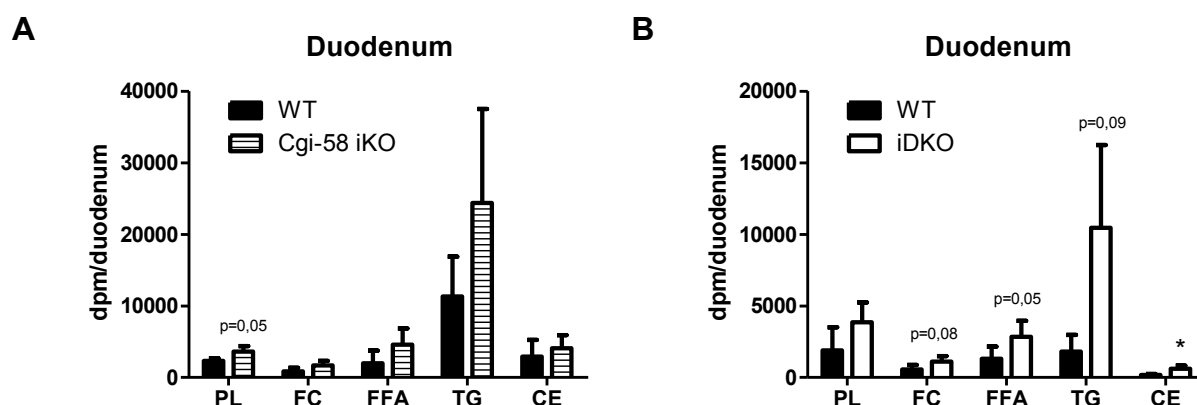 A
Duodenum
dpm/duodenum
40000
30000
20000
10000
0
WT
Cgi-58 iKO
p=0,05
PL FC FFA TG CE
B
Duodenum
dpm/duodenum
20000
15000
10000
5000
0
WT
iDKO
p=0,09
p=0,05
p=0,08
*
PL FC FFA TG CE